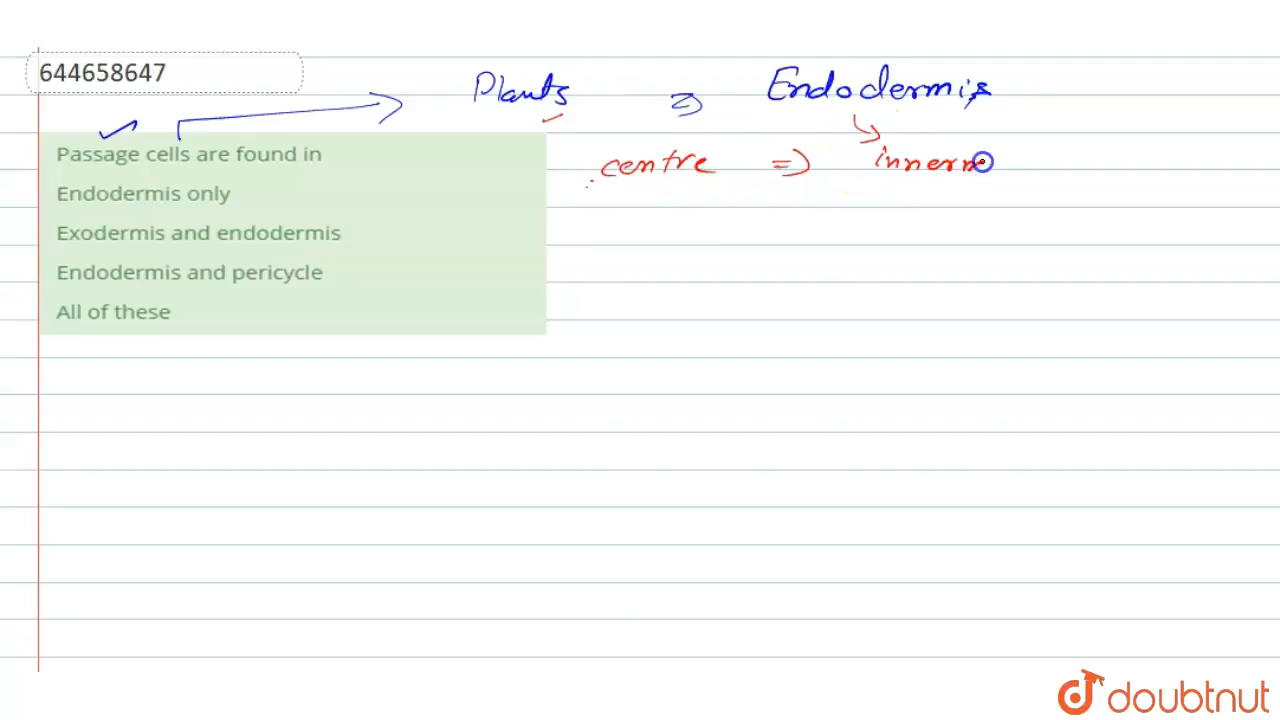 644658647
Plants ⇒ Endodermis
Passage cells are found in
centre ⇒ innerm
Endodermis only
Exodermis and endodermis
Endodermis and pericycle
All of these
doubtnut